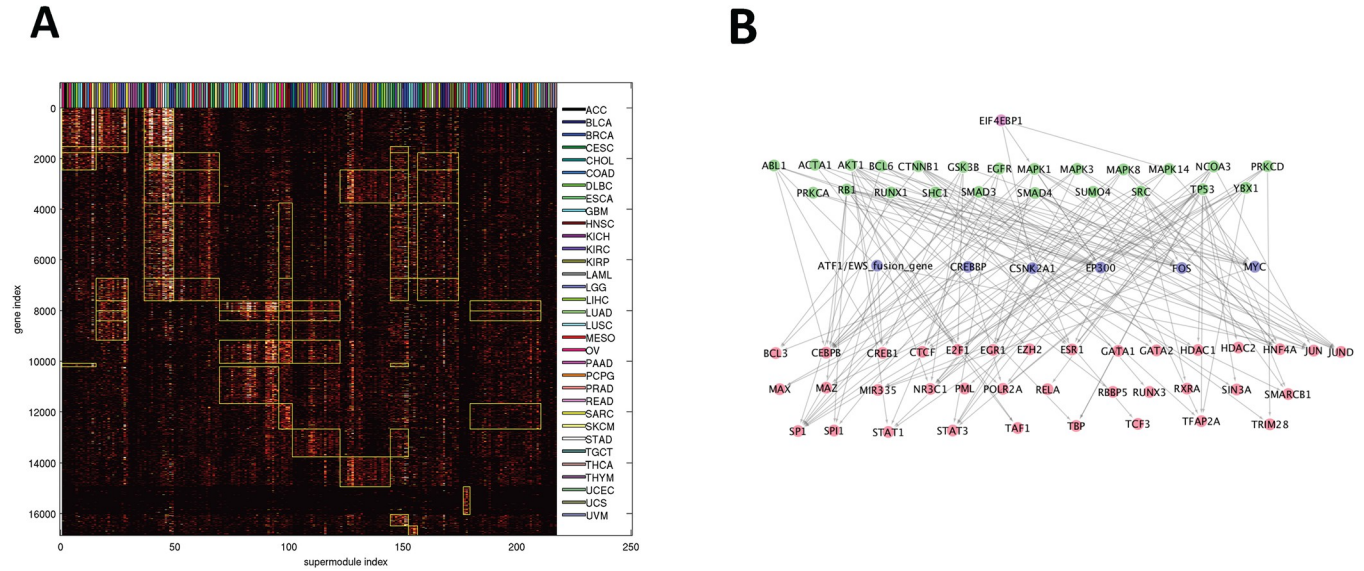 A
B
0
2000
4000
6000
8000
10000
12000
14000
16000
gene index
0
50
100
150
200
250
supermodule index
ACC
BLCA
BRCA
CESC
CHOL
COAD
DLBC
ESCA
GBM
HNSC
KICH
KIRC
KIRP
LAML
LGG
LIHC
LUAD
LUSC
MESO
OV
PAAD
PCPG
PRAD
READ
SARC
SKCM
STAD
TGCT
THCA
THYM
UCEC
UCS
UVM
EIF4EBP1
ABL1 ACTA1 AKT1 BCL6 CTNNB1 GSK3B EGFR MAPK1 MAPK3 MAPK8 MAPK14 NCOA3 PRKCD
PRKCA RB1 RUNX1 SHC1 SMAD3 SMAD4 SUMO4 SRC TP53 YBX1
ATF1/EWS_fusion_gene CREBBP CSNK2A1 EP300 FOS MYC
BCL3 CEBPB CREB1 CTCF E2F1 EGR1 EZH2 ESR1 GATA1 GATA2 HDAC1 HDAC2 HNF4A JUN JUND
MAX MAZ MIR335 NR3C1 PML POLR2A RELA RBBP5 RUNX3 RXRA SIN3A SMARCB1
SP1 SPI1 STAT1 STAT3 TAF1 TBP TCF3 TFAP2A TRIM28